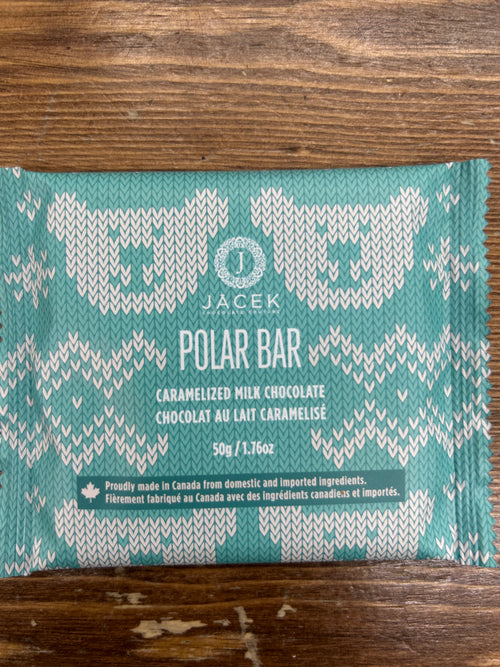 J
JACEK
CHOCOLATE COUTURE
POLAR BAR
CARAMELIZED MILK CHOCOLATE
CHOCOLAT AU LAIT CARAMELISÉ
50g / 1.76oz
Proudly made in Canada from domestic and imported ingredients.
Fièrement fabriqué au Canada avec des ingrédients canadiens et importés.